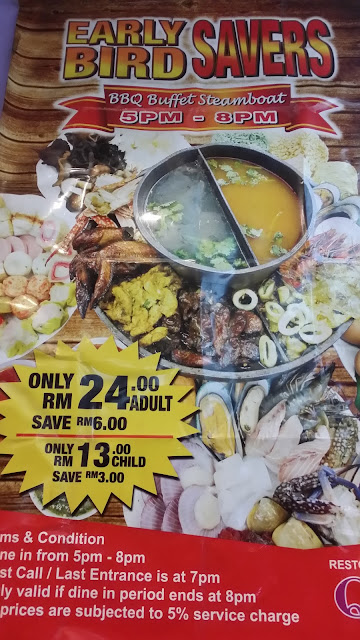 EARLY
BIRD SAVERS
BBQ Buffet Steamboat
5PM - 8PM
ONLY
RM 24.00 ADULT
SAVE RM6.00
ONLY
RM 13.00 CHILD
SAVE RM3.00
ms & Condition
ne in from 5pm - 8pm
st Call / Last Entrance is at 7pm
ly valid if dine in period ends at 8pm
prices are subjected to 5% service charge
REST